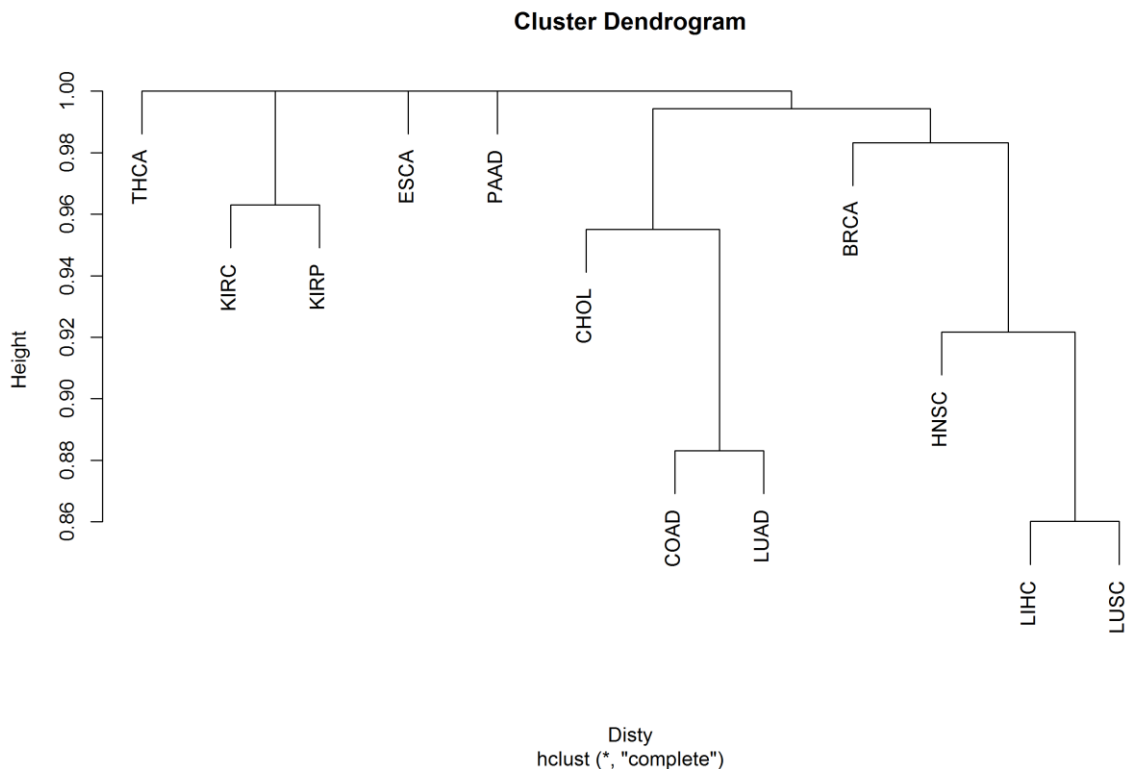 Cluster Dendrogram
Height
1.00
0.98
0.96
0.94
0.92
0.90
0.88
0.86
THCA
KIRC
KIRP
ESCA
PAAD
CHOL
COAD
LUAD
BRCA
HNSC
LIHC
LUSC
Disty
hclust (*, "complete")